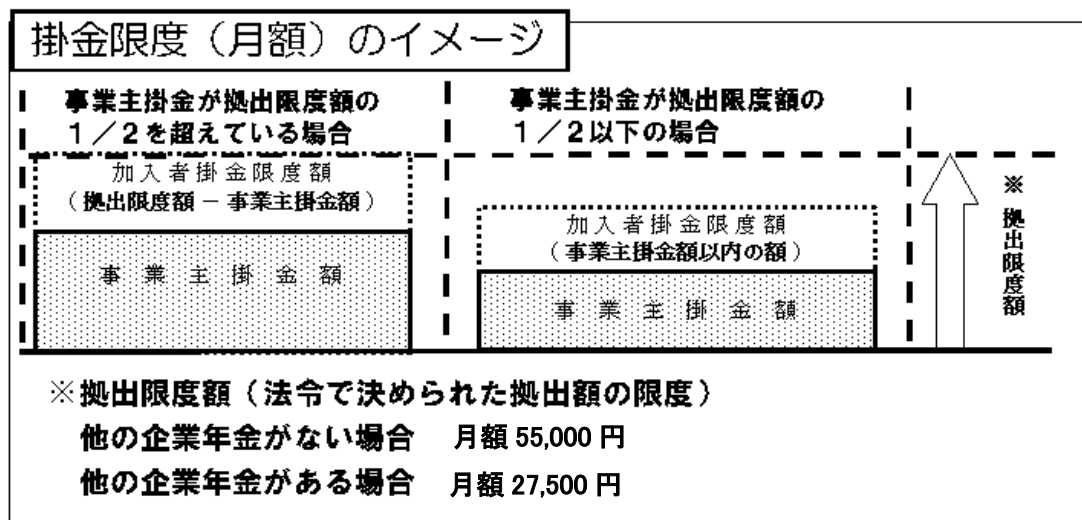 掛金限度(月額)のイメージ
事業主掛金が拠出限度額の
1/2を超えている場合
加入者掛金限度額
(拠出限度額-事業主掛金額)
事業主掛金額
事業主掛金が拠出限度額の
1/2以下の場合
加入者掛金限度額
(事業主掛金額以内の額)
事業主掛金額
※拠出限度額
※拠出限度額(法令で決められた拠出額の限度)
他の企業年金がない場合 月額 55,000 円
他の企業年金がある場合 月額 27,500 円